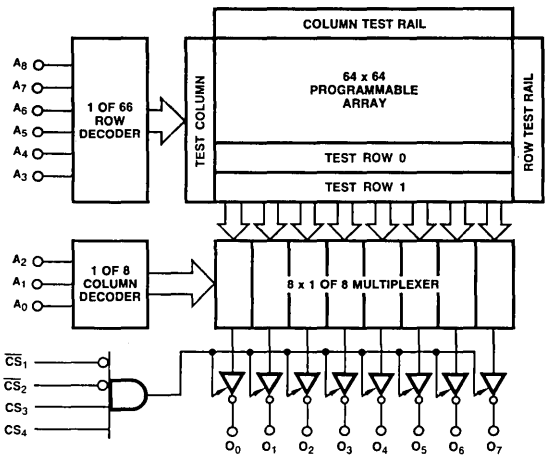 COLUMN TEST RAIL
A8
A7
A6
A5
A4
A3
1 OF 66
ROW
DECODER
TEST COLUMN
64 x 64
PROGRAMMABLE
ARRAY
ROW TEST RAIL
TEST ROW 0
TEST ROW 1
A2
A1
A0
1 OF 8
COLUMN
DECODER
8 x 1 OF 8 MULTIPLEXER
C̅S̅1
C̅S̅2
CS3
CS4
O0 O1 O2 O3 O4 O5 O6 O7